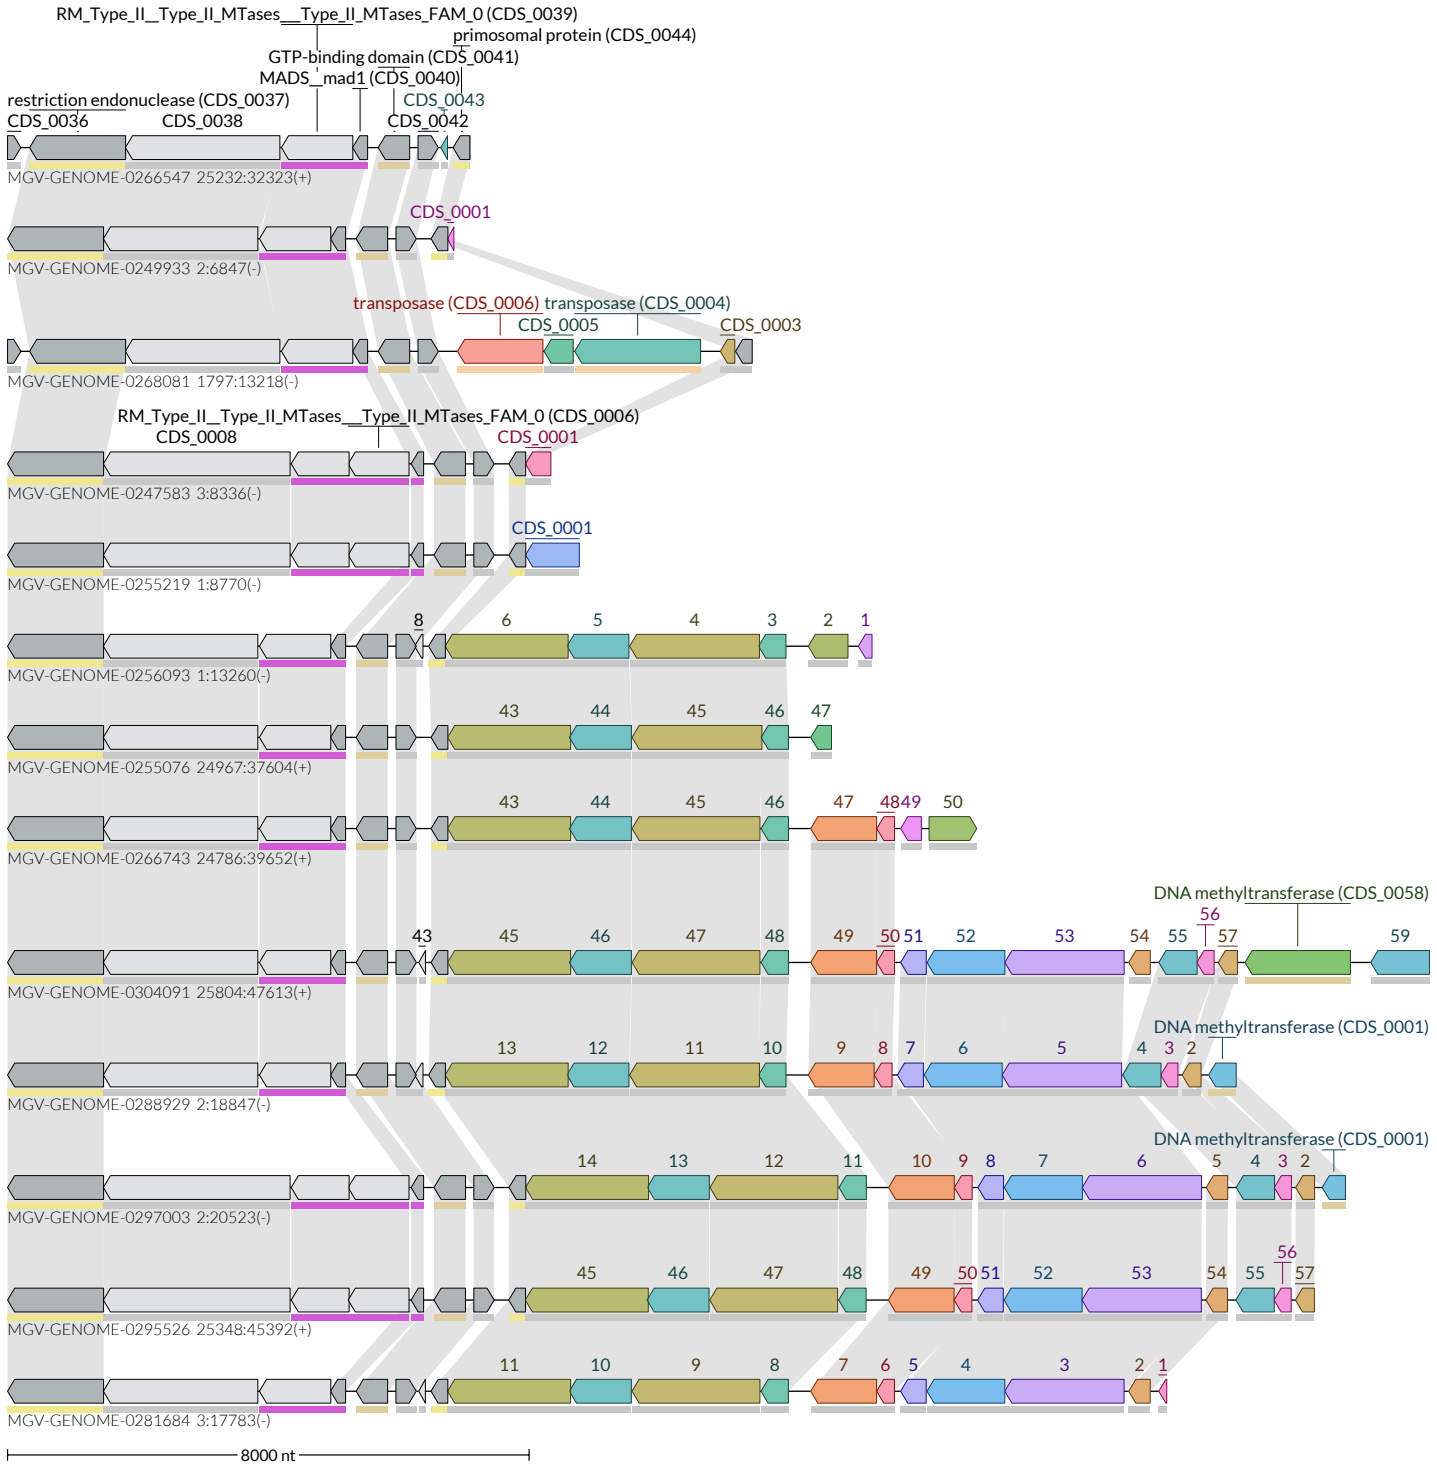 RM_Type_II__Type_II_MTases___Type_II_MTases_FAM_0 (CDS_0039)
primosomal protein (CDS_0044)
GTP-binding domain (CDS_0041)
MADS__mad1 (CDS_0040)
restriction endonuclease (CDS_0037) CDS_0043
CDS_0036 CDS_0038 CDS_0042
MGV-GENOME-0266547 25232:32323(+)
CDS_0001
MGV-GENOME-0249933 2:6847(-)
transposase (CDS_0006) transposase (CDS_0004)
CDS_0005 CDS_0003
MGV-GENOME-0268081 1797:13218(-)
RM_Type_II__Type_II_MTases___Type_II_MTases_FAM_0 (CDS_0006)
CDS_0008 CDS_0001
MGV-GENOME-0247583 3:8336(-)
CDS_0001
MGV-GENOME-0255219 1:8770(-)
8 6 5 4 3 2 1
MGV-GENOME-0256093 1:13260(-)
43 44 45 46 47
MGV-GENOME-0255076 24967:37604(+)
43 44 45 46 47 48 49 50
MGV-GENOME-0266743 24786:39652(+)
DNA methyltransferase (CDS_0058)
56
43 45 46 47 48 49 50 51 52 53 54 55 57 59
MGV-GENOME-0304091 25804:47613(+)
DNA methyltransferase (CDS_0001)
13 12 11 10 9 8 7 6 5 4 3 2
MGV-GENOME-0288929 2:18847(-)
DNA methyltransferase (CDS_0001)
14 13 12 11 10 9 8 7 6 5 4 3 2
MGV-GENOME-0297003 2:20523(-)
56
45 46 47 48 49 50 51 52 53 54 55 57
MGV-GENOME-0295526 25348:45392(+)
11 10 9 8 7 6 5 4 3 2 1
MGV-GENOME-0281684 3:17783(-)
8000 nt